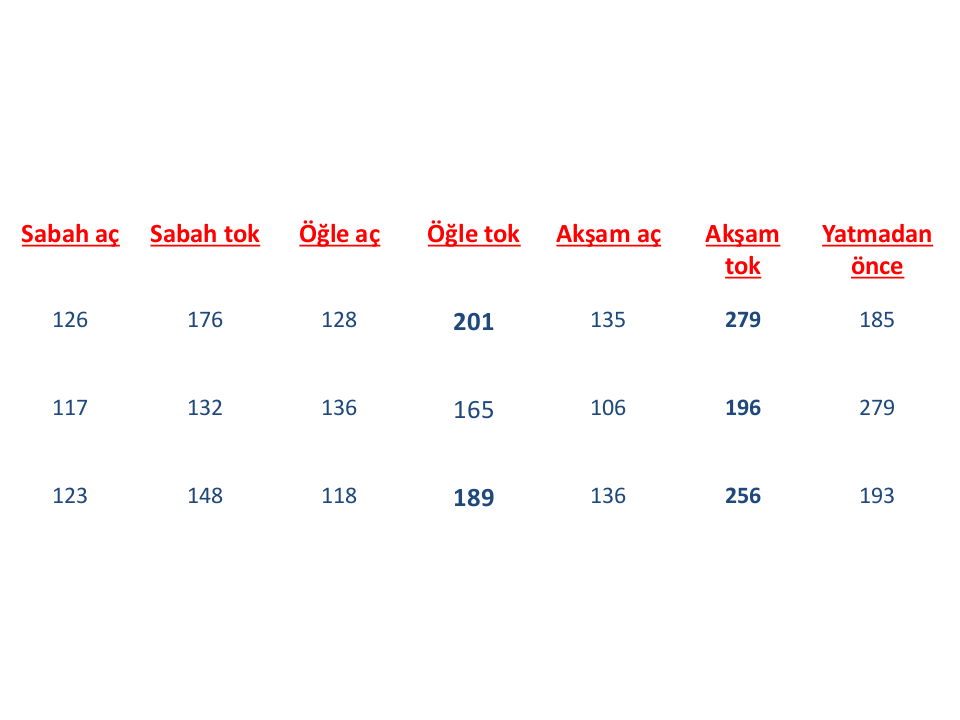 Sabah aç Sabah tok Öğle aç Öğle tok Akşam aç Akşam tok Yatmadan önce
126 176 128 201 135 279 185
117 132 136 165 106 196 279
123 148 118 189 136 256 193